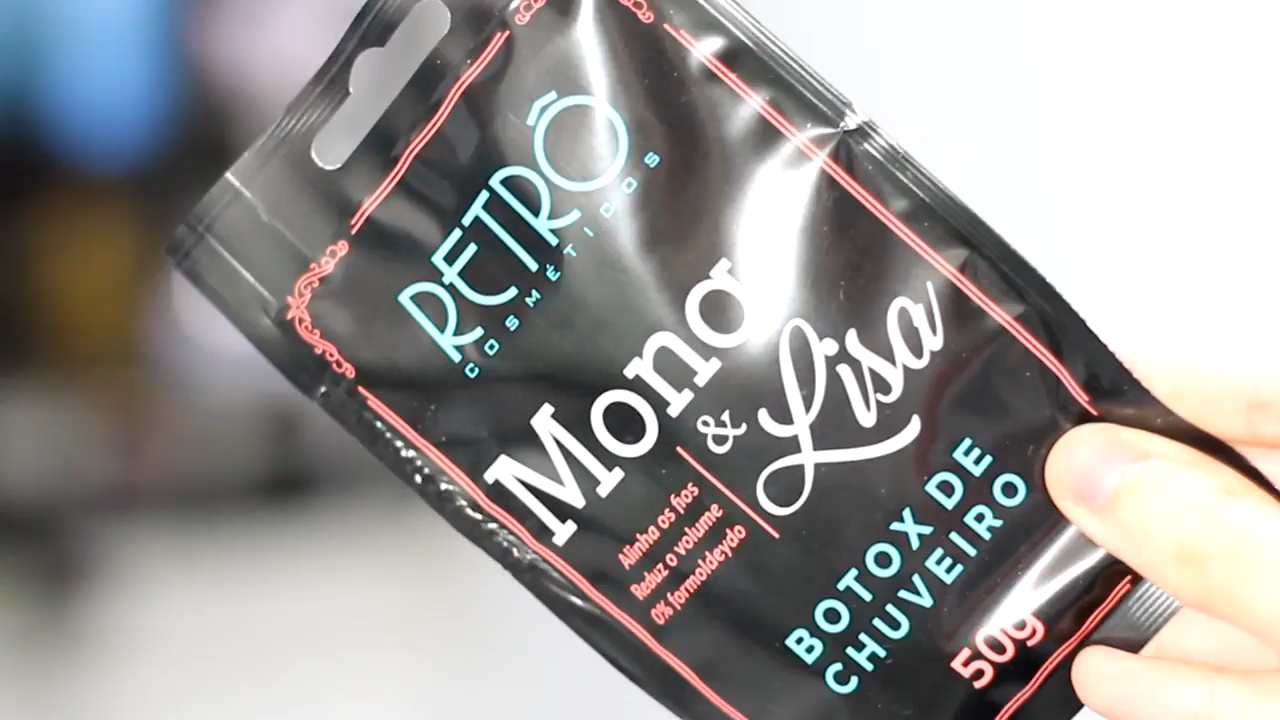 RETRÔ
COSMÉTICOS
Mona
& Lisa
Alinha os fios
Reduz o volume
0% formoldeydo
BOTOX DE
CHUVEIRO
50g